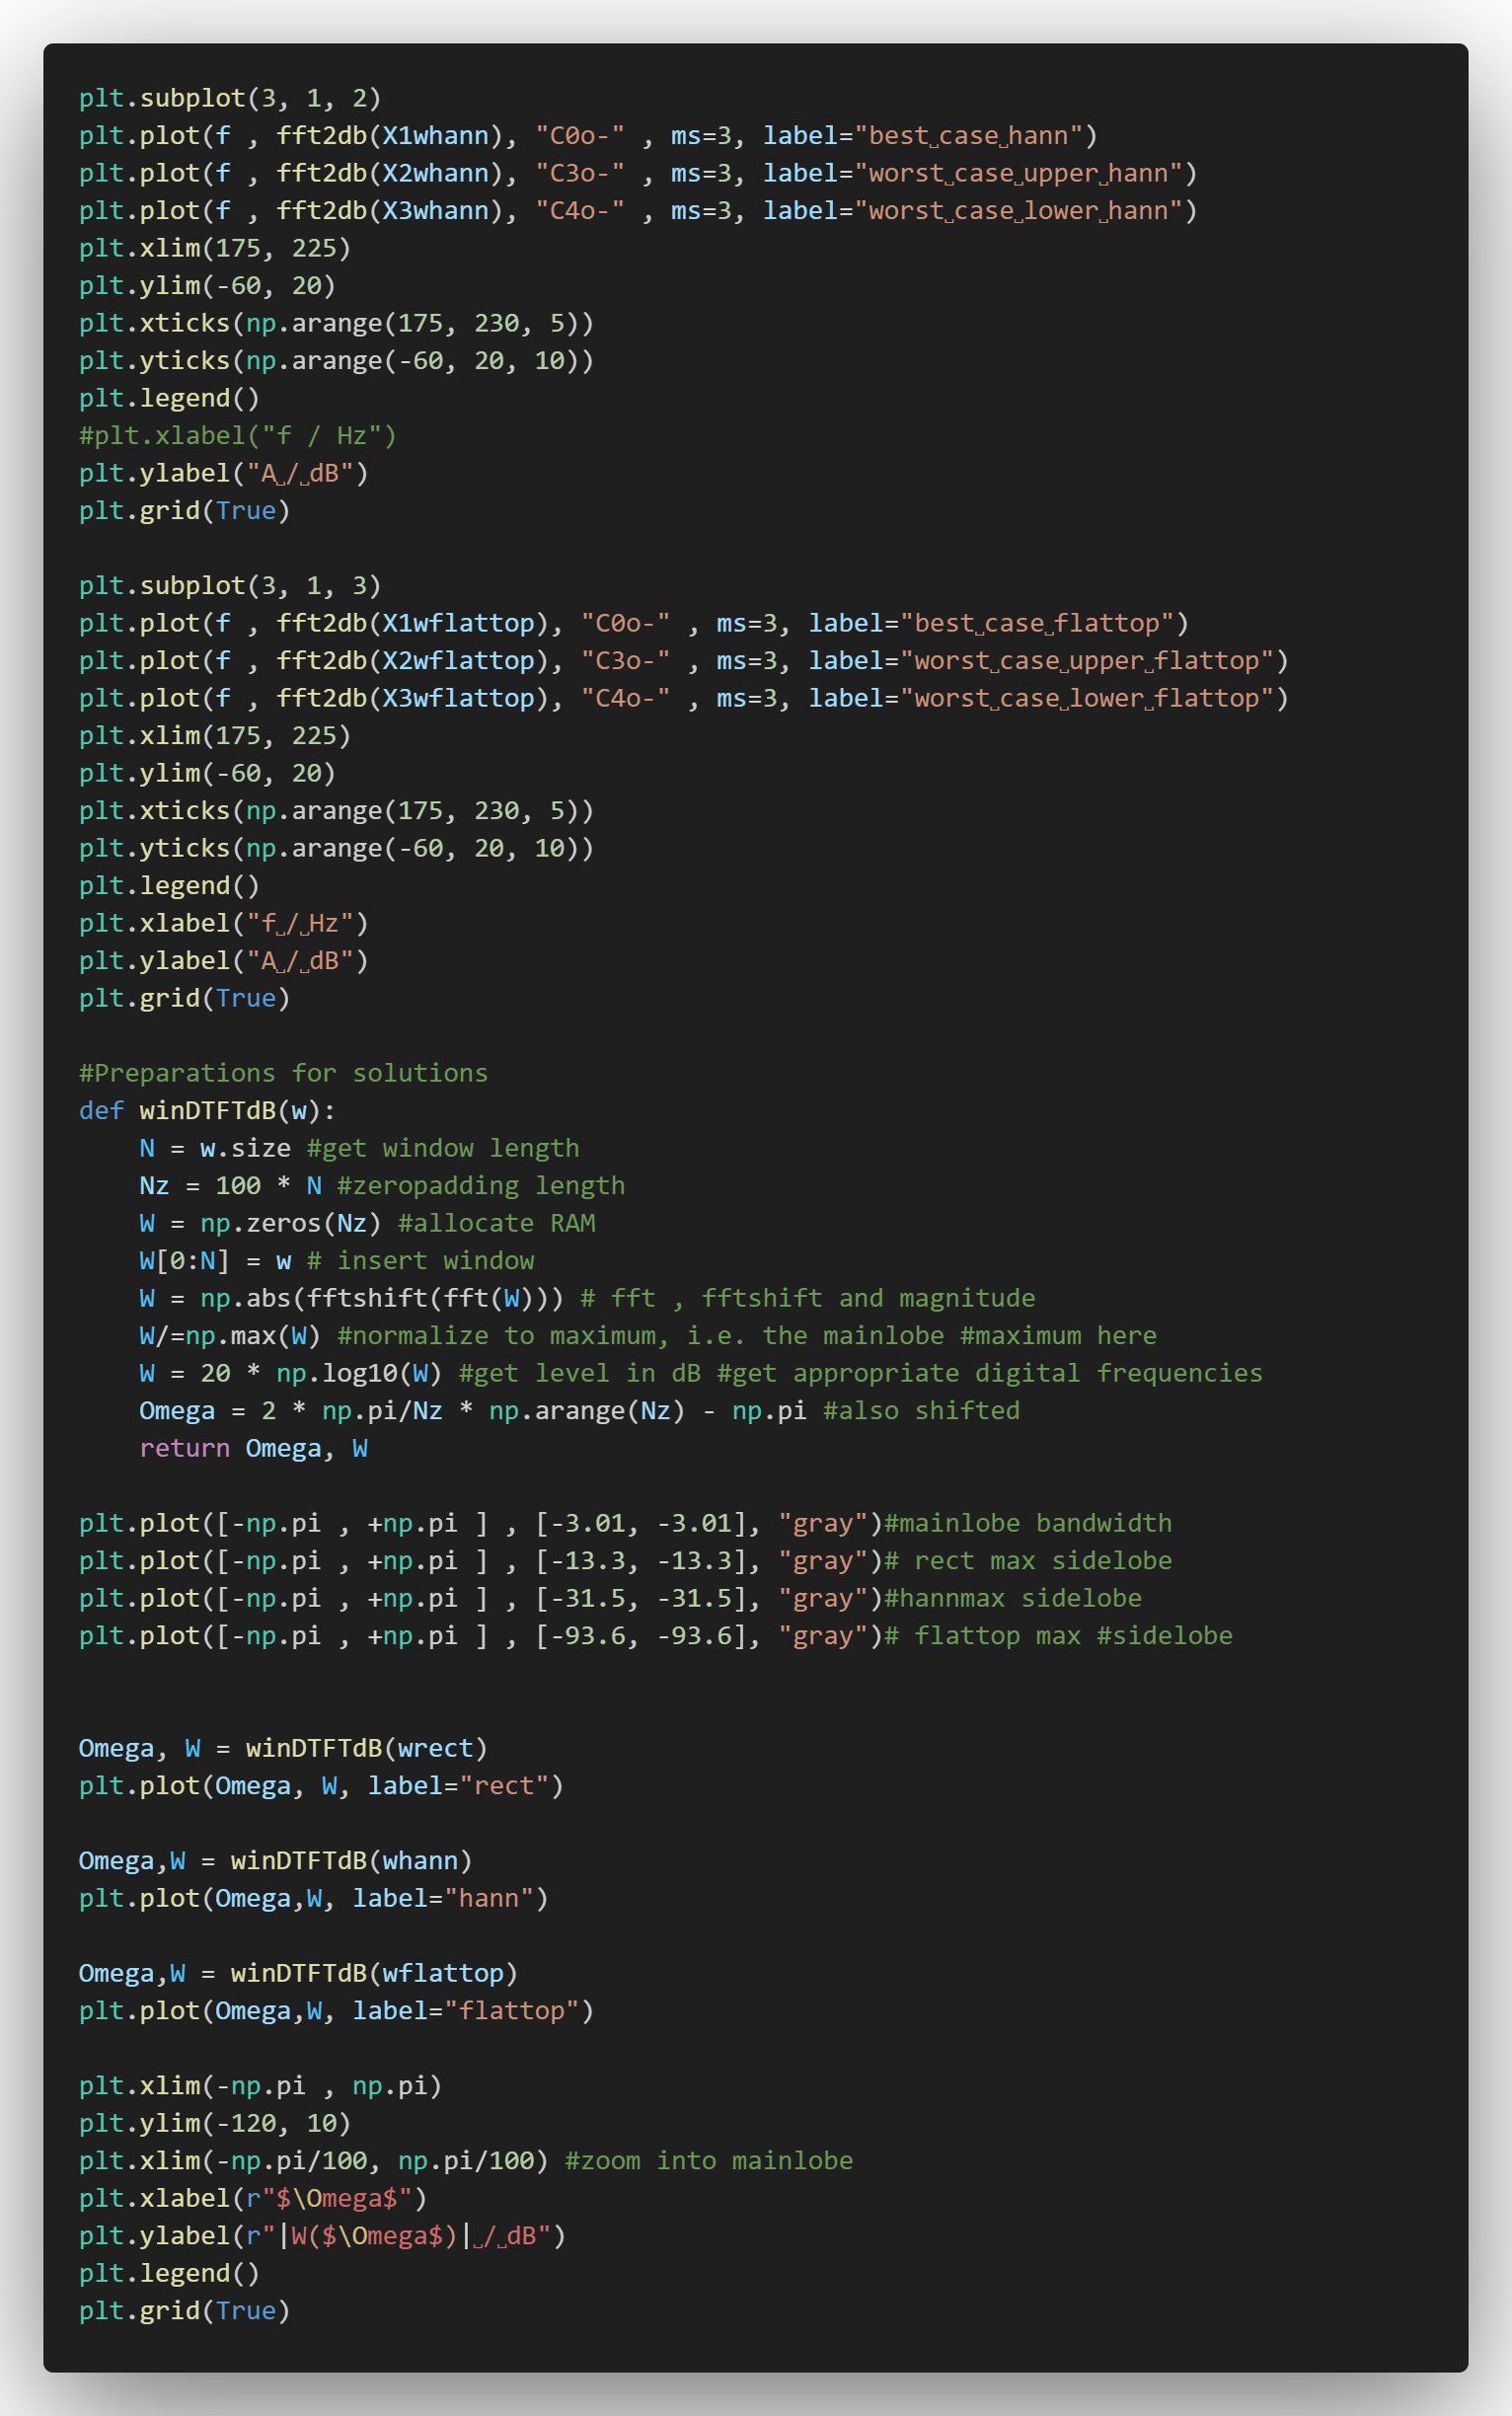 plt.subplot(3, 1, 2)
plt.plot(f , fft2db(X1whann), "C0o-" , ms=3, label="best˽case˽hann")
plt.plot(f , fft2db(X2whann), "C3o-" , ms=3, label="worst˽case˽upper˽hann")
plt.plot(f , fft2db(X3whann), "C4o-" , ms=3, label="worst˽case˽lower˽hann")
plt.xlim(175, 225)
plt.ylim(-60, 20)
plt.xticks(np.arange(175, 230, 5))
plt.yticks(np.arange(-60, 20, 10))
plt.legend()
#plt.xlabel("f / Hz")
plt.ylabel("A˽/˽dB")
plt.grid(True)

plt.subplot(3, 1, 3)
plt.plot(f , fft2db(X1wflattop), "C0o-" , ms=3, label="best˽case˽flattop")
plt.plot(f , fft2db(X2wflattop), "C3o-" , ms=3, label="worst˽case˽upper˽flattop")
plt.plot(f , fft2db(X3wflattop), "C4o-" , ms=3, label="worst˽case˽lower˽flattop")
plt.xlim(175, 225)
plt.ylim(-60, 20)
plt.xticks(np.arange(175, 230, 5))
plt.yticks(np.arange(-60, 20, 10))
plt.legend()
plt.xlabel("f˽/˽Hz")
plt.ylabel("A˽/˽dB")
plt.grid(True)

#Preparations for solutions
def winDTFTdB(w):
    N = w.size #get window length
    Nz = 100 * N #zeropadding length
    W = np.zeros(Nz) #allocate RAM
    W[0:N] = w # insert window
    W = np.abs(fftshift(fft(W))) # fft , fftshift and magnitude
    W/=np.max(W) #normalize to maximum, i.e. the mainlobe #maximum here
    W = 20 * np.log10(W) #get level in dB #get appropriate digital frequencies
    Omega = 2 * np.pi/Nz * np.arange(Nz) - np.pi #also shifted
    return Omega, W

plt.plot([-np.pi , +np.pi ] , [-3.01, -3.01], "gray")#mainlobe bandwidth
plt.plot([-np.pi , +np.pi ] , [-13.3, -13.3], "gray")# rect max sidelobe
plt.plot([-np.pi , +np.pi ] , [-31.5, -31.5], "gray")#hannmax sidelobe
plt.plot([-np.pi , +np.pi ] , [-93.6, -93.6], "gray")# flattop max #sidelobe

Omega, W = winDTFTdB(wrect)
plt.plot(Omega, W, label="rect")

Omega,W = winDTFTdB(whann)
plt.plot(Omega,W, label="hann")

Omega,W = winDTFTdB(wflattop)
plt.plot(Omega,W, label="flattop")

plt.xlim(-np.pi , np.pi)
plt.ylim(-120, 10)
plt.xlim(-np.pi/100, np.pi/100) #zoom into mainlobe
plt.xlabel(r"$\Omega$")
plt.ylabel(r"|W($\Omega$)|˽/˽dB")
plt.legend()
plt.grid(True)